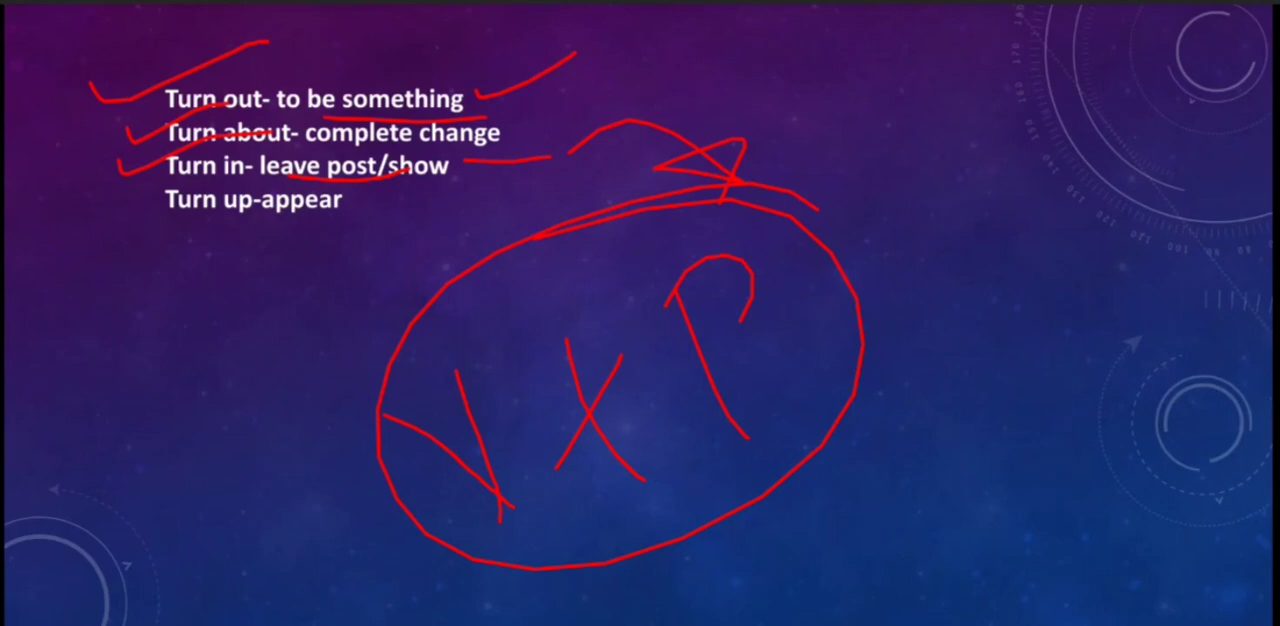 Turn out- to be something
Turn about- complete change
Turn in- leave post/show
Turn up-appear